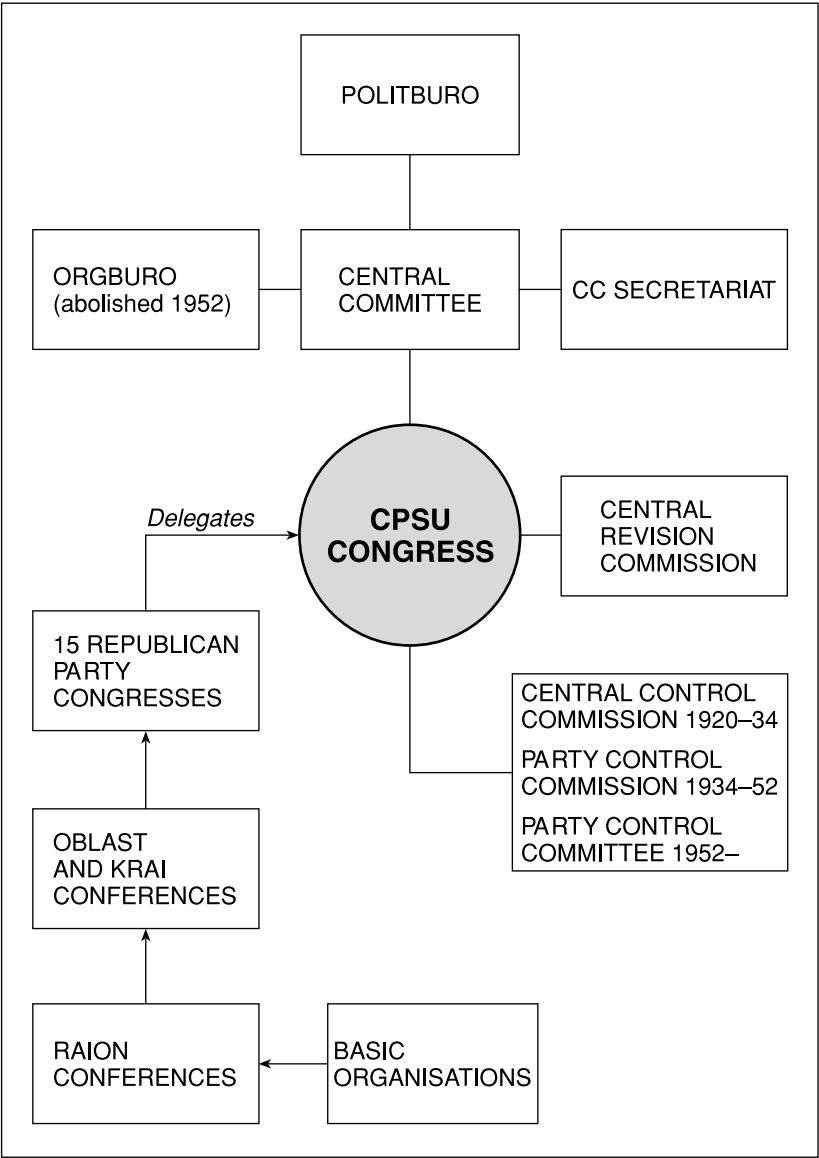 POLITBURO
ORGBURO
(abolished 1952)
CENTRAL
COMMITTEE
CC SECRETARIAT
Delegates
CPSU
CONGRESS
CENTRAL
REVISION
COMMISSION
15 REPUBLICAN
PARTY
CONGRESSES
CENTRAL CONTROL
COMMISSION 1920–34
PARTY CONTROL
COMMISSION 1934–52
PARTY CONTROL
COMMITTEE 1952–
OBLAST
AND KRAI
CONFERENCES
RAION
CONFERENCES
BASIC
ORGANISATIONS